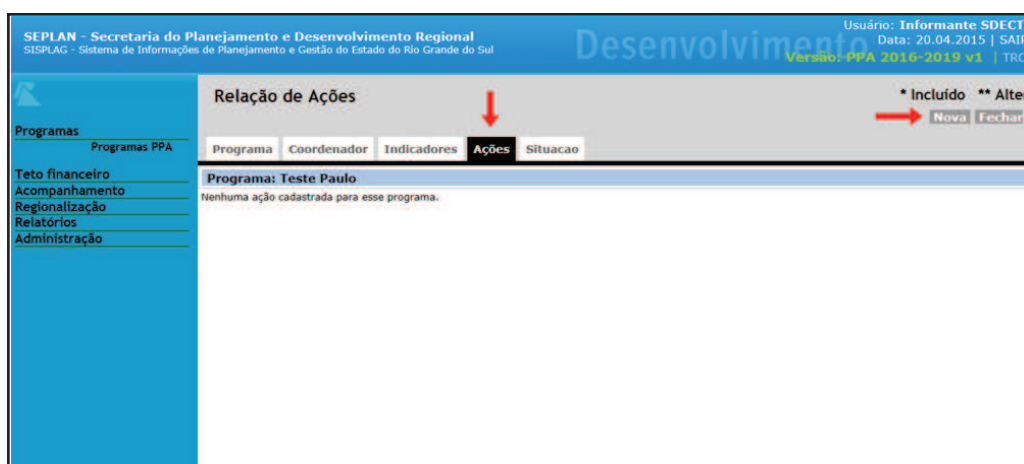 SEPLAN - Secretaria do Planejamento e Desenvolvimento Regional
SISPLAG - Sistema de Informações de Planejamento e Gestão do Estado do Rio Grande do Sul
Desenvolvimento
Usuário: Informante SDECT
Data: 20.04.2015 | SAIR
Versão: PPA 2016-2019 v1 | TRO
Relação de Ações
* Incluído ** Alte
Nova Fechar
Programas
Programas PPA
Teto financeiro
Acompanhamento
Regionalização
Relatórios
Administração
Programa Coordenador Indicadores Ações Situacao
Programa: Teste Paulo
Nenhuma ação cadastrada para esse programa.